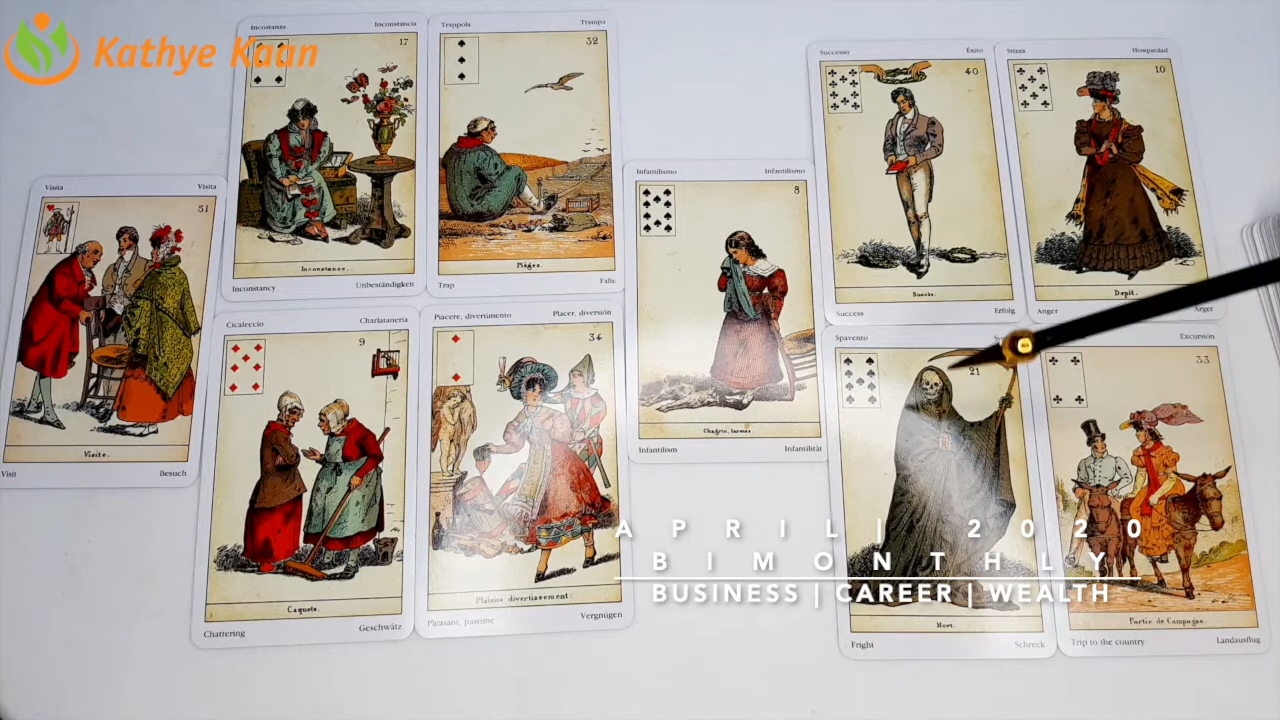 Kathye Kaan
Incostanza Inconstancia
17
Inconstance.
Inconstancy Unbeständigkeit
Trappola Trampa
32
Pièges.
Trap Falle
Successo Éxito
40
Succès.
Success Erfolg
Stizza Hosquedad
10
Dépit.
Anger Ärger
Visita Visita
51
Visite.
Visit Besuch
Infantilismo Infantilismo
8
Chagrin, larmes.
Infantilism Infantilität
Cicaleccio Charlatanería
9
Caquets.
Chattering Geschwätz
Piacere, divertimento Placer, diversión
34
Plaisirs divertissement.
Pleasant, pastime Vergnügen
Spavento
21
Mort.
Fright Schreck
Excursion
33
Partie de Campagne.
Trip to the country Landausflug
APRIL | 2020
BIMONTHLY
BUSINESS | CAREER | WEALTH